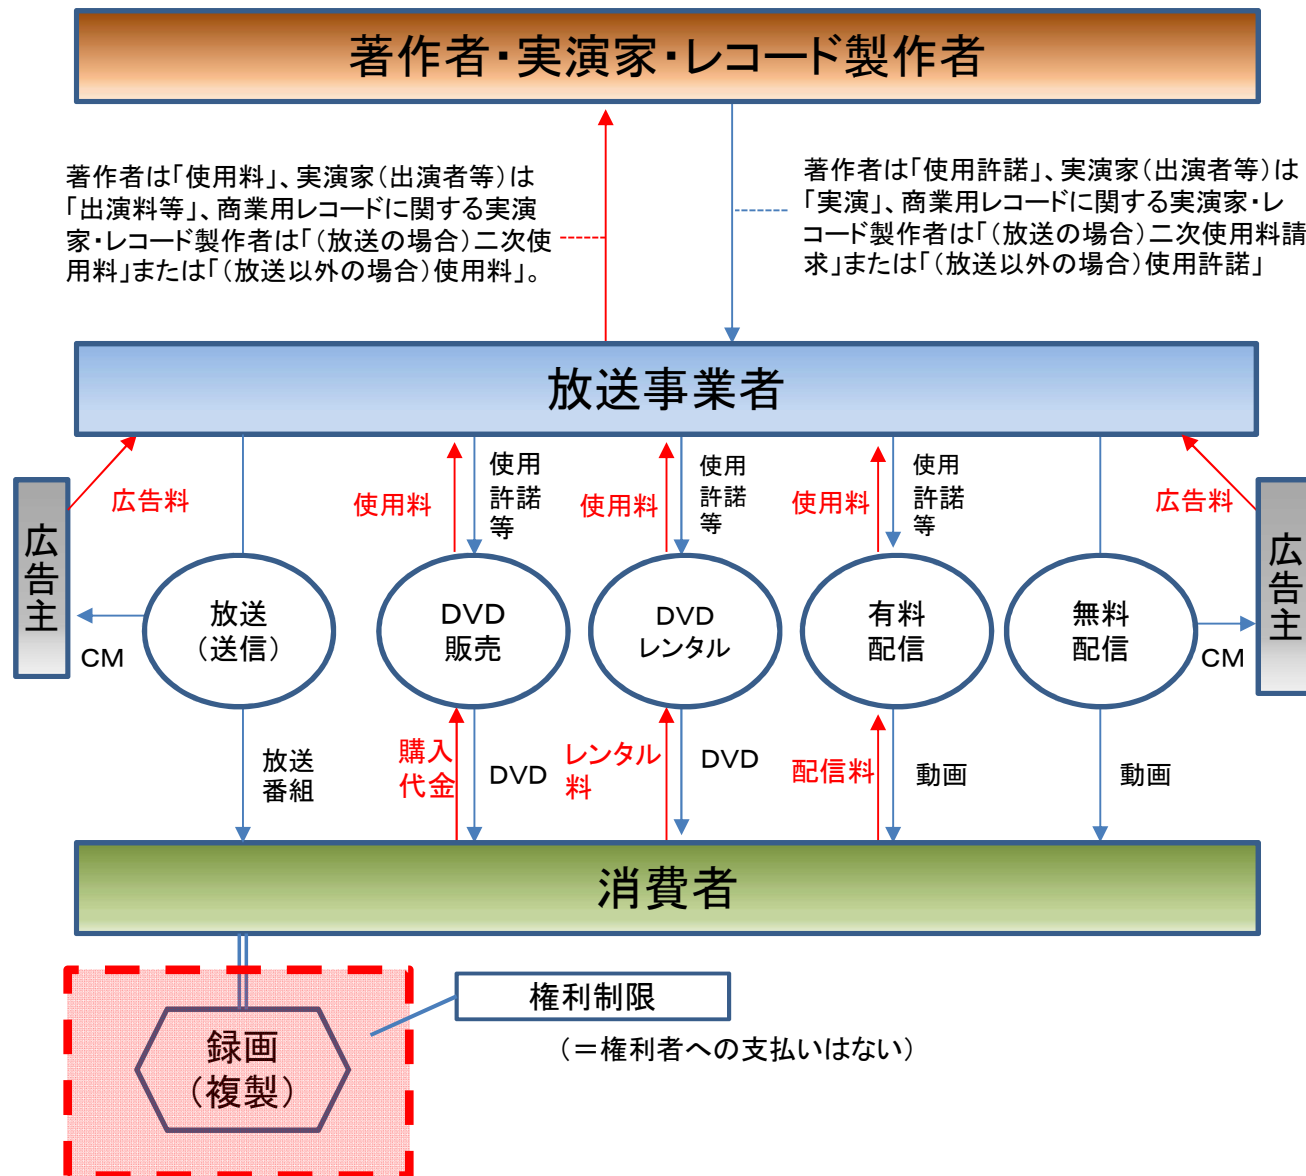 著作者・実演家・レコード製作者
著作者は「使用料」、実演家（出演者等）は
「出演料等」、商業用レコードに関する実演
家・レコード製作者は「（放送の場合）二次使
用料」または「（放送以外の場合）使用料」。
著作者は「使用許諾」、実演家（出演者等）は
「実演」、商業用レコードに関する実演家・レ
コード製作者は「（放送の場合）二次使用料請
求」または「（放送以外の場合）使用許諾」
放送事業者
広告料
使用料
使用
許諾
等
使用料
使用
許諾
等
使用料
使用
許諾
等
広告料
広告主
広告主
放送
（送信）
DVD
販売
DVD
レンタル
有料
配信
無料
配信
CM
CM
放送
番組
購入
代金
DVD
レンタル
料
DVD
配信料
動画
動画
消費者
権利制限
（＝権利者への支払いはない）
録画
（複製）